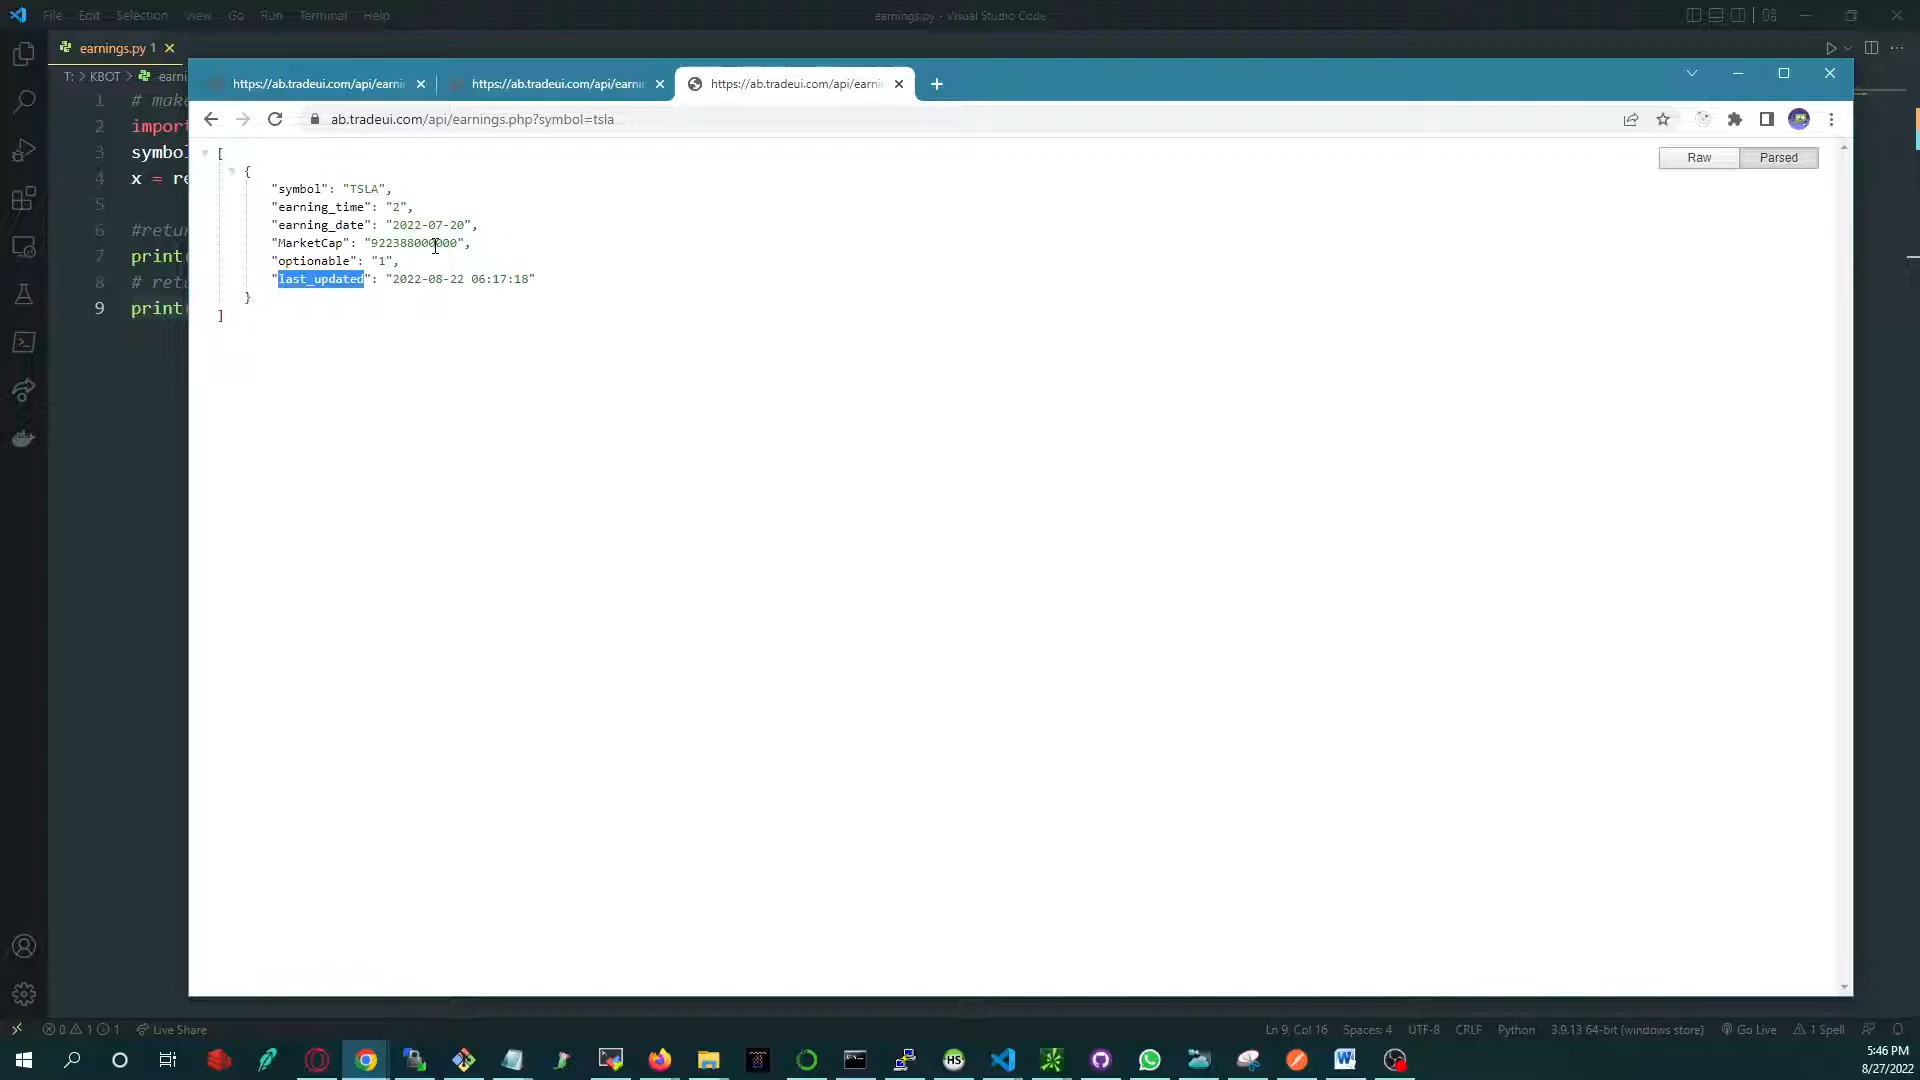 File Edit Selection View Go Run Terminal Help
earnings.py - Visual Studio Code
earnings.py 1
T: > KBOT > earni
https://ab.tradeui.com/api/earni
https://ab.tradeui.com/api/earni
https://ab.tradeui.com/api/earni
ab.tradeui.com/api/earnings.php?symbol=tsla
Raw
Parsed
1 # make
2 import
3 symbol
4 x = re
5
6 #retur
7 print
8 # retu
9 print
[
{
"symbol": "TSLA",
"earning_time": "2",
"earning_date": "2022-07-20",
"MarketCap": "922388000000",
"optionable": "1",
"last_updated": "2022-08-22 06:17:18"
}
]
0 1 1 Live Share
Ln 9, Col 16 Spaces: 4 UTF-8 CRLF Python 3.9.13 64-bit (windows store) Go Live 1 Spell
HS
W
5:46 PM
8/27/2022